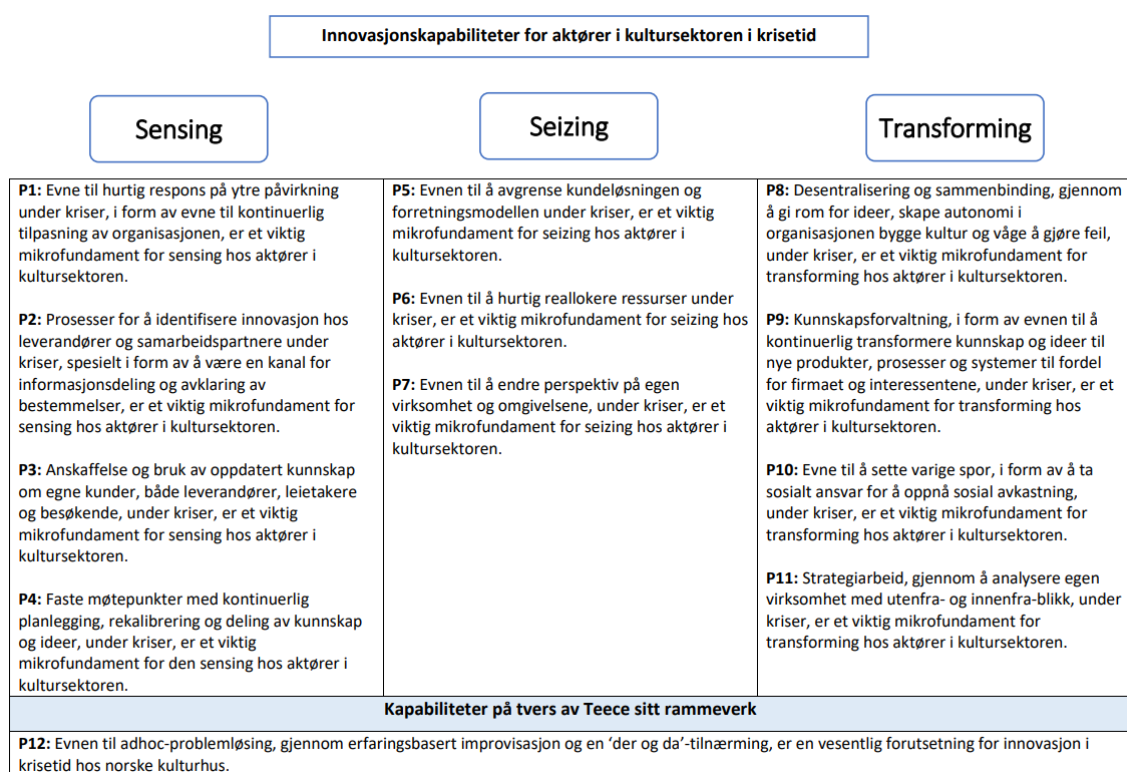 Innovasjonskapabiliteter for aktører i kultursektoren i krisetid
Sensing
Seizing
Transforming
P1: Evne til hurtig respons på ytre påvirkning
under kriser, i form av evne til kontinuerlig
tilpasning av organisasjonen, er et viktig
mikrofundament for sensing hos aktører i
kultursektoren.
P2: Prosesser for å identifisere innovasjon hos
leverandører og samarbeidspartnere under
kriser, spesielt i form av å være en kanal for
informasjonsdeling og avklaring av
bestemmelser, er et viktig mikrofundament for
sensing hos aktører i kultursektoren.
P3: Anskaffelse og bruk av oppdatert kunnskap
om egne kunder, både leverandører, leietakere
og besøkende, under kriser, er et viktig
mikrofundament for sensing hos aktører i
kultursektoren.
P4: Faste møtepunkter med kontinuerlig
planlegging, rekalibrering og deling av kunnskap
og ideer, under kriser, er et viktig
mikrofundament for den sensing hos aktører i
kultursektoren.
P5: Evnen til å avgrense kundeløsningen og
forretningsmodellen under kriser, er et viktig
mikrofundament for seizing hos aktører i
kultursektoren.
P6: Evnen til å hurtig reallokere ressurser under
kriser, er et viktig mikrofundament for seizing hos
aktører i kultursektoren.
P7: Evnen til å endre perspektiv på egen
virksomhet og omgivelsene, under kriser, er et
viktig mikrofundament for seizing hos aktører i
kultursektoren.
P8: Desentralisering og sammenbinding, gjennom
å gi rom for ideer, skape autonomi i
organisasjonen bygge kultur og våge å gjøre feil,
under kriser, er et viktig mikrofundament for
transforming hos aktører i kultursektoren.
P9: Kunnskapsforvaltning, i form av evnen til å
kontinuerlig transformere kunnskap og ideer til
nye produkter, prosesser og systemer til fordel
for firmaet og interessentene, under kriser, er et
viktig mikrofundament for transforming hos
aktører i kultursektoren.
P10: Evne til å sette varige spor, i form av å ta
sosialt ansvar for å oppnå sosial avkastning,
under kriser, er et viktig mikrofundament for
transforming hos aktører i kultursektoren.
P11: Strategiarbeid, gjennom å analysere egen
virksomhet med utenfra- og innenfra-blikk, under
kriser, er et viktig mikrofundament for
transforming hos aktører i kultursektoren.
Kapabiliteter på tvers av Teece sitt rammeverk
P12: Evnen til adhoc-problemløsing, gjennom erfaringsbasert improvisasjon og en ‘der og da’-tilnærming, er en vesentlig forutsetning for innovasjon i
krisetid hos norske kulturhus.